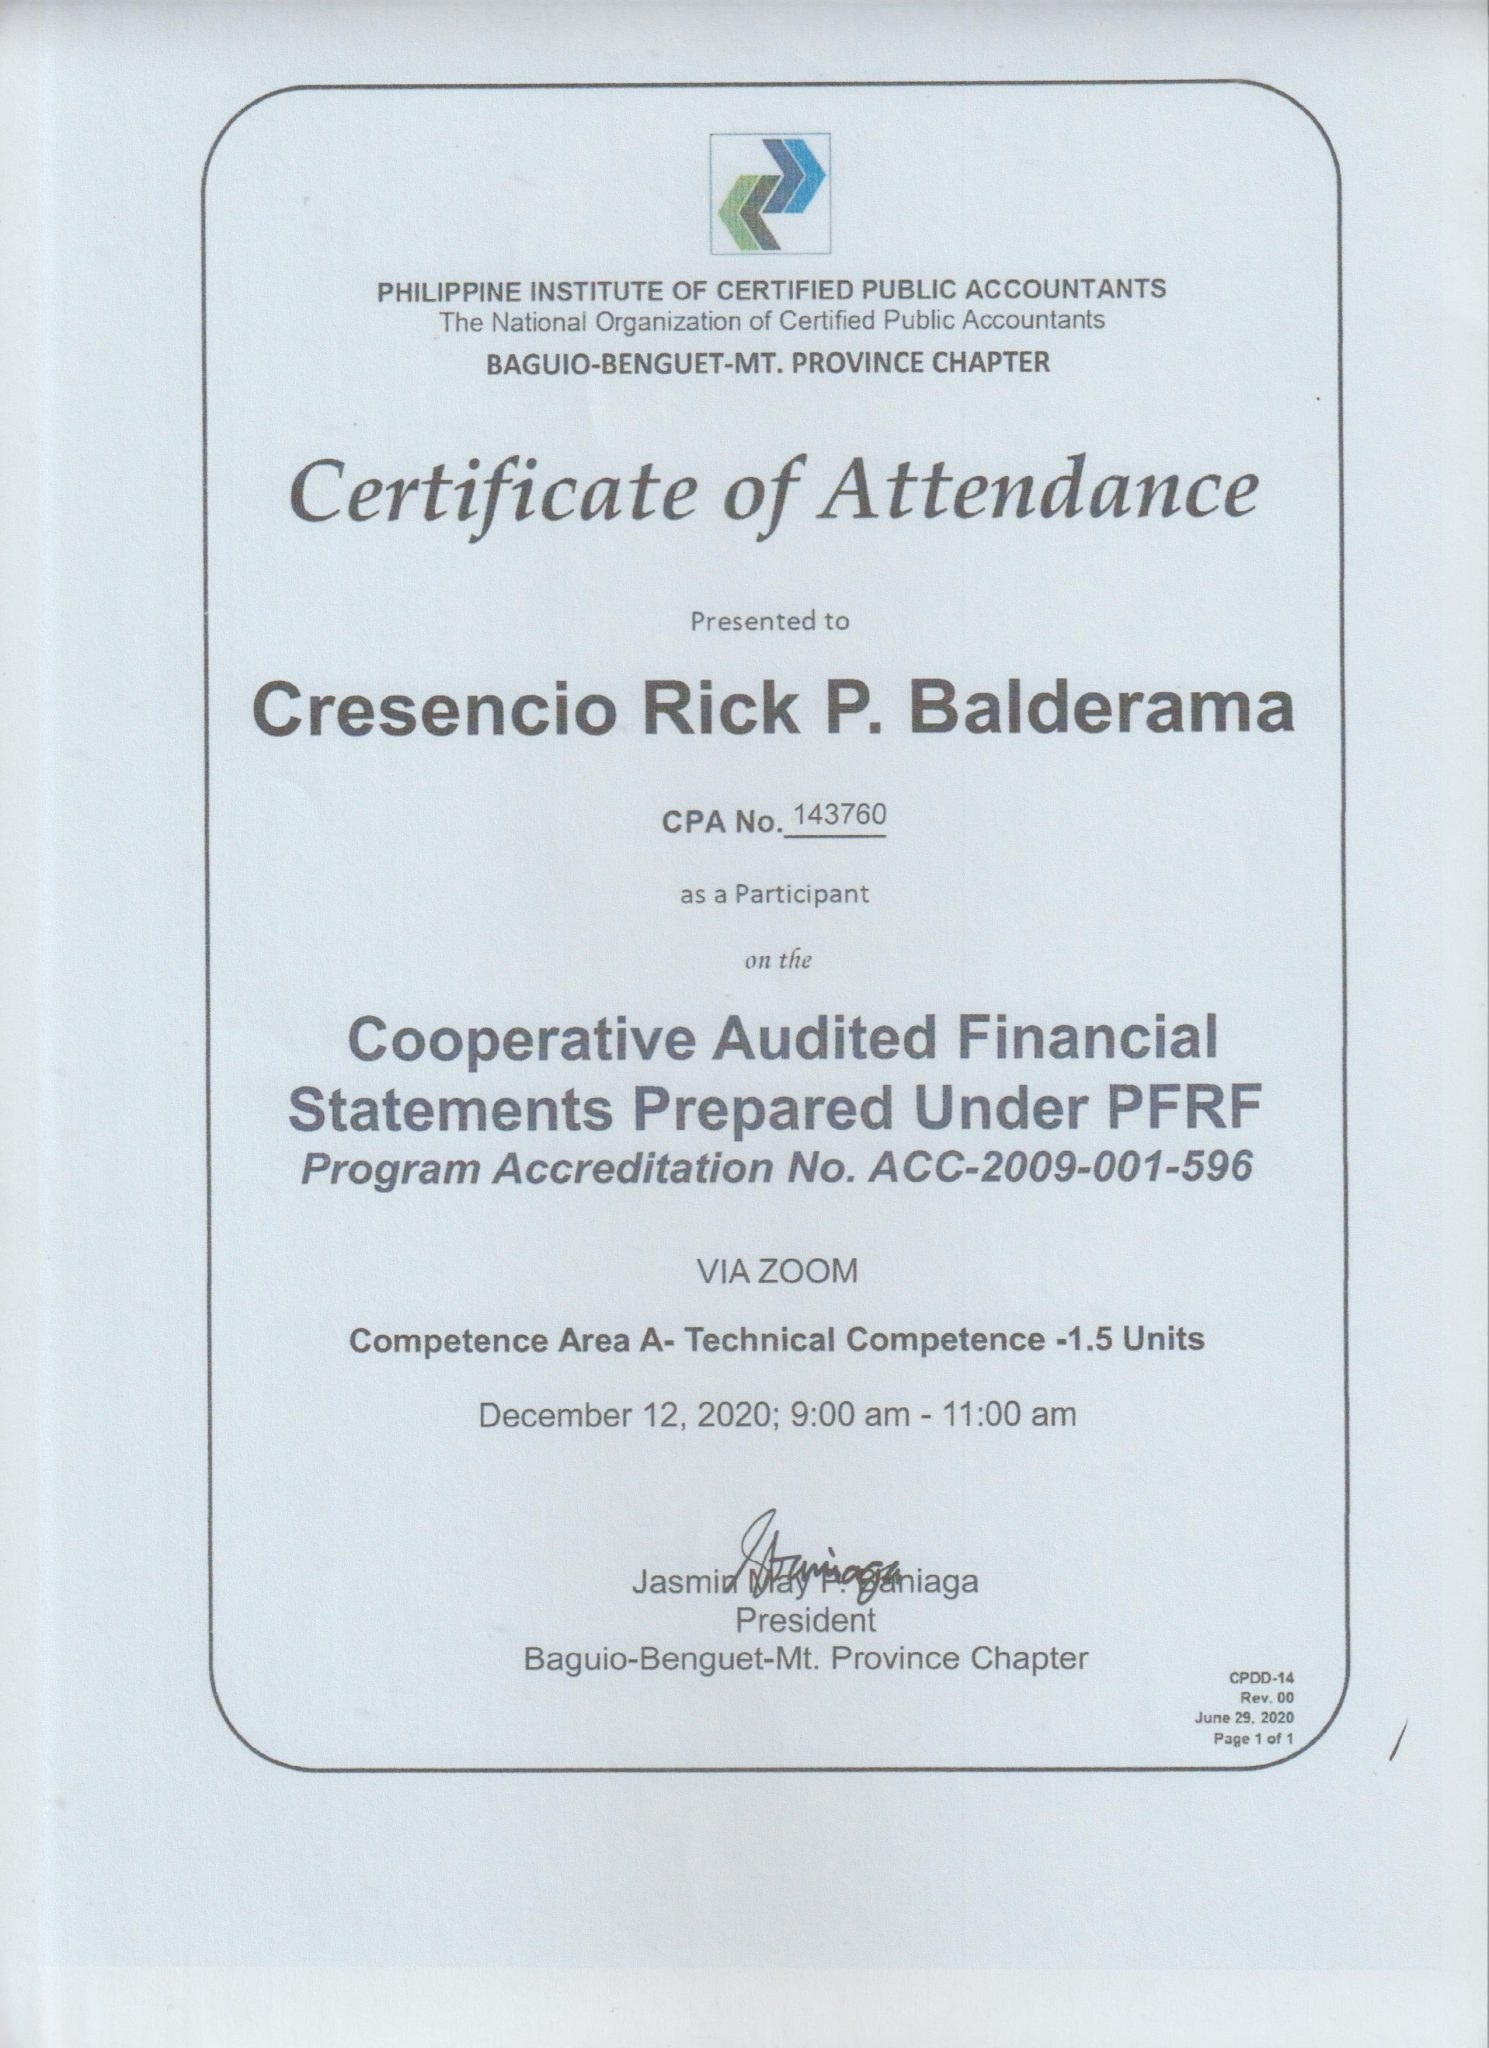 PHILIPPINE INSTITUTE OF CERTIFIED PUBLIC ACCOUNTANTS
The National Organization of Certified Public Accountants
BAGUIO-BENGUET-MT. PROVINCE CHAPTER
Certificate of Attendance
Presented to
Cresencio Rick P. Balderama
CPA No. 143760
as a Participant
on the
Cooperative Audited Financial
Statements Prepared Under PFRF
Program Accreditation No. ACC-2009-001-596
VIA ZOOM
Competence Area A- Technical Competence -1.5 Units
December 12, 2020; 9:00 am - 11:00 am
Jasmin May
President
Baguio-Benguet-Mt. Province Chapter
CPDD-14
Rev. 00
June 29, 2020
Page 1 of 1